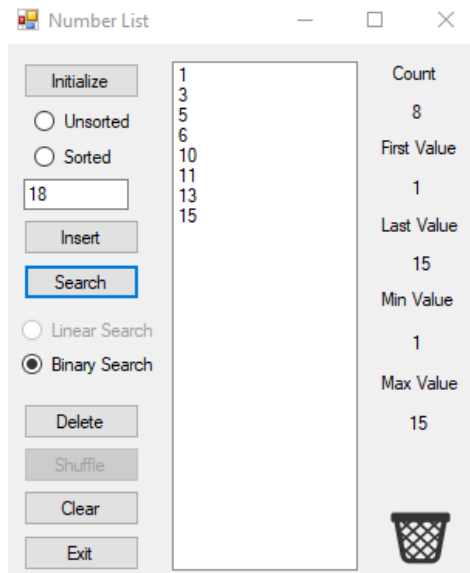 Number List
Initialize
Unsorted
Sorted
18
Insert
Search
Linear Search
Binary Search
Delete
Shuffle
Clear
Exit
1
3
5
6
10
11
13
15
Count
8
First Value
1
Last Value
15
Min Value
1
Max Value
15